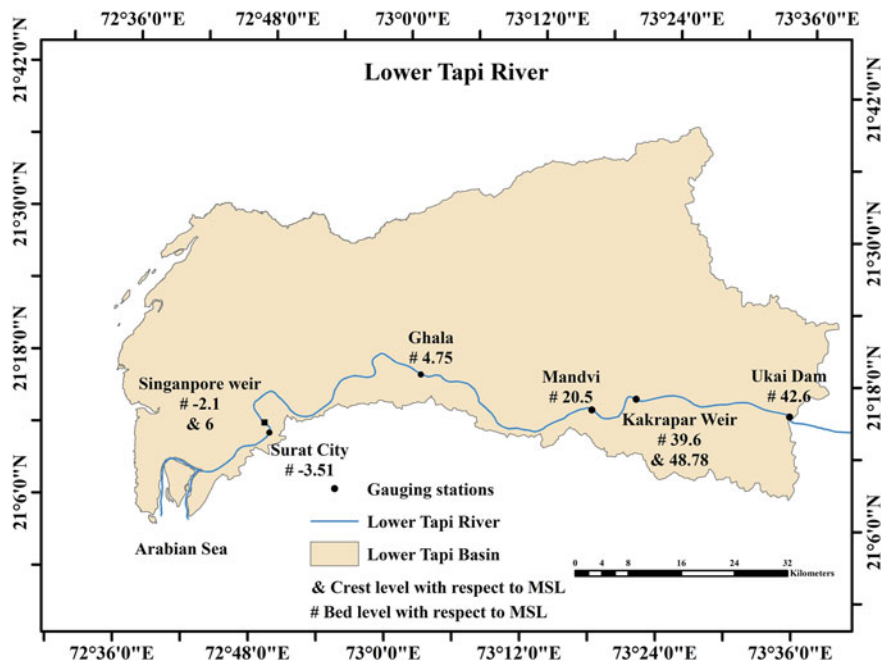 72°36'0"E 72°48'0"E 73°0'0"E 73°12'0"E 73°24'0"E 73°36'0"E
Lower Tapi River
21°42'0"N
21°30'0"N
21°18'0"N
21°6'0"N
21°42'0"N
21°30'0"N
21°18'0"N
21°6'0"N
Ghala
# 4.75
Singanpore weir
# -2.1
& 6
Mandvi
# 20.5
Ukai Dam
# 42.6
Kakrapar Weir
# 39.6
& 48.78
Surat City
# -3.51
Arabian Sea
Gauging stations
Lower Tapi River
Lower Tapi Basin
& Crest level with respect to MSL
# Bed level with respect to MSL
0 4 8 16 24 32
Kilometers
72°36'0"E 72°48'0"E 73°0'0"E 73°12'0"E 73°24'0"E 73°36'0"E